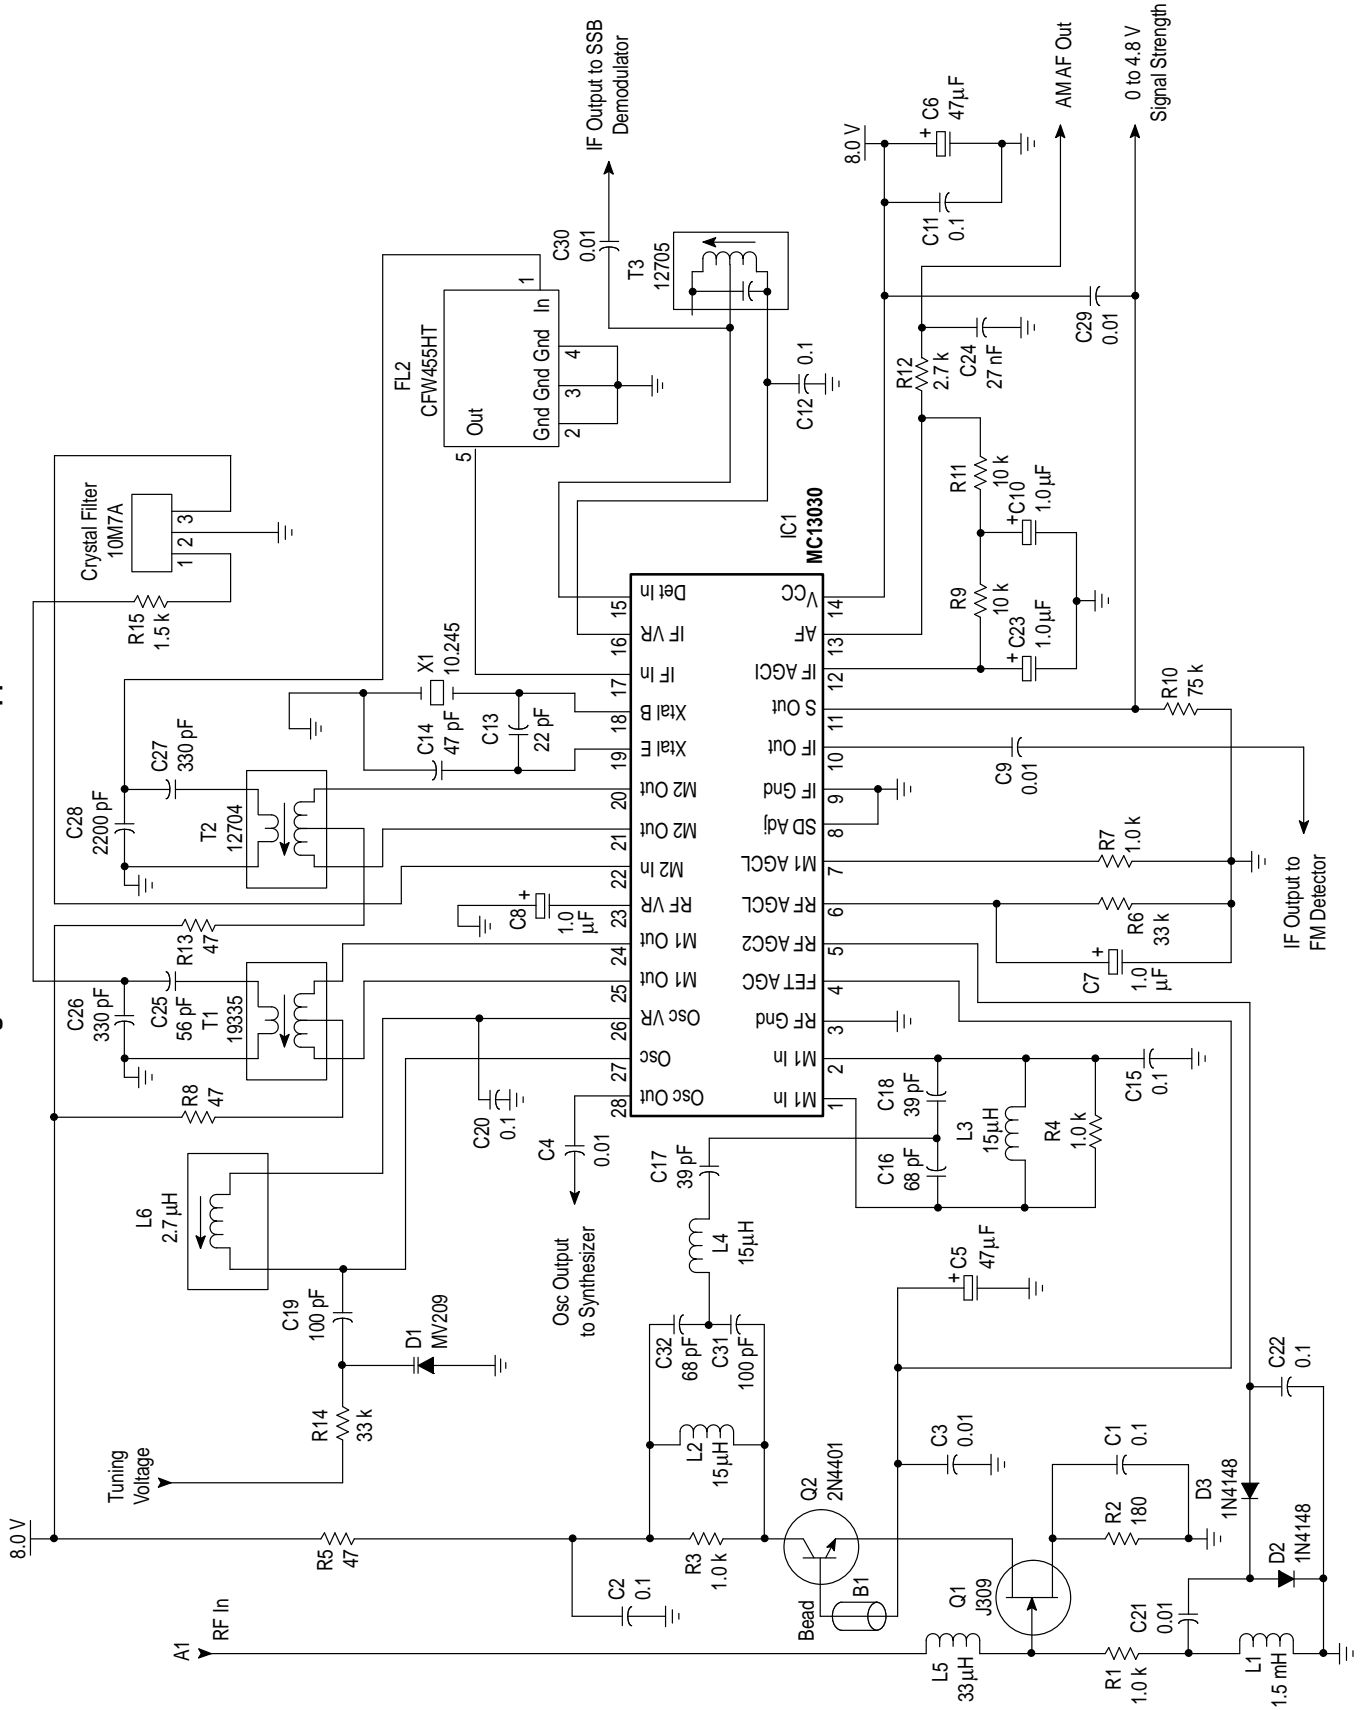 8.0 V
Tuning
Voltage
R14
33 k
C19
100 pF
D1
MV209
L6
2.7 µH
R8
47
C26
330 pF
C25
56 pF
T1
19335
R13
47
C28
2200 pF
C27
330 pF
T2
12704
R15
1.5 k
Crystal Filter
10M7A
1 2 3
C20
0.1
C4
0.01
Osc Output
to Synthesizer
C8
+
1.0
µF
C14
47 pF
X1
10.245
C13
22 pF
FL2
CFW455HT
5
Out
In
1
Gnd Gnd Gnd
2 3 4
C30
0.01
IF Output to SSB
Demodulator
T3
12705
C12 0.1
A1
RF In
R5
47
C2
0.1
R3
1.0 k
L2
15µH
C32
68 pF
C31
100 pF
L4
15µH
C17
39 pF
C16
68 pF
C18
39 pF
L3
15µH
R4
1.0 k
C15
0.1
IC1
MC13030
28 27 26 25 24 23 22 21 20 19 18 17 16 15
Osc Out
Osc
Osc VR
M1 Out
M1 Out
RF VR
M2 In
M2 Out
M2 Out
Xtal E
Xtal B
IF In
IF VR
Det In
M1 In
M1 In
RF Gnd
FET AGC
RF AGC2
RF AGCL
M1 AGCL
SD Adj
IF Gnd
IF Out
S Out
IF AGCI
AF
VCC
1 2 3 4 5 6 7 8 9 10 11 12 13 14
Q2
2N4401
Bead
B1
C3
0.01
C5
+
47µF
Q1
J309
L5
33µH
R1
1.0 k
R2
180
C1
0.1
C21
0.01
L1
1.5 mH
D3
1N4148
D2
1N4148
C22
0.1
C7
+
1.0
µF
R6
33 k
R7
1.0 k
C9
0.01
IF Output to
FM Detector
R10
75 k
R9
10 k
R11
10 k
C23
+
1.0µF
C10
+
1.0 µF
R12
2.7 k
C24
27 nF
C29
0.01
C11
0.1
8.0 V
C6
+
47µF
AM AF Out
0 to 4.8 V
Signal Strength